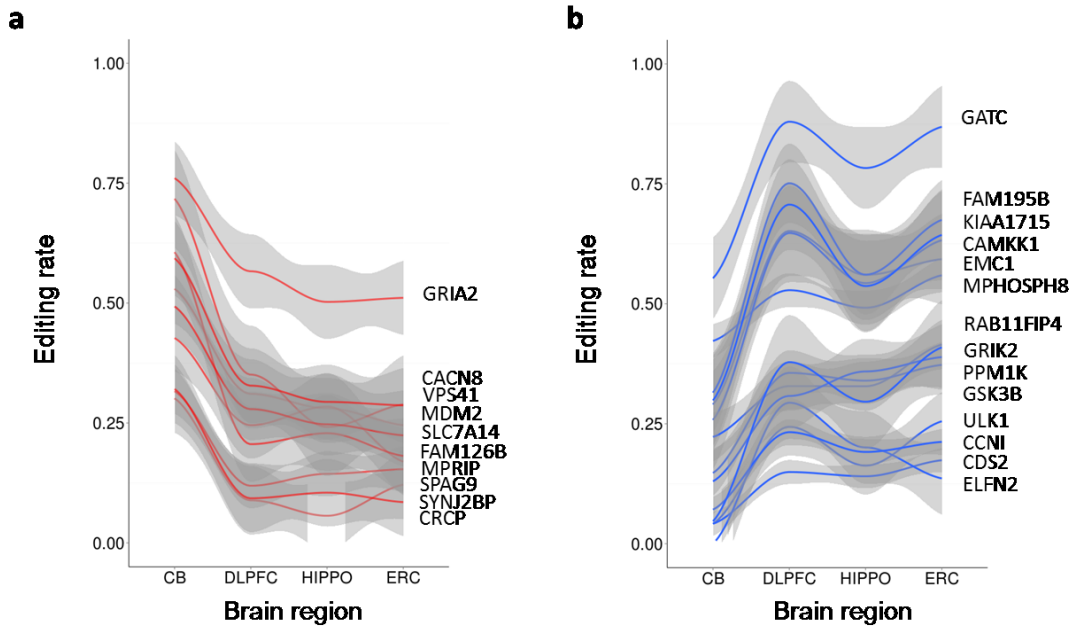 a
Editing rate
1.00
0.75
0.50
0.25
0.00
CB
DLPFC
HIPPO
ERC
Brain region
GRIA2
CACN8
VPS41
MDM2
SLC7A14
FAM126B
MPRIP
SPAG9
SYNJ2BP
CRCP
b
Editing rate
1.00
0.75
0.50
0.25
0.00
CB
DLPFC
HIPPO
ERC
Brain region
GATC
FAM195B
KIAA1715
CAMKK1
EMC1
MPHOSPH8
RAB11FIP4
GRIK2
PPM1K
GSK3B
ULK1
CCNI
CDS2
ELFN2